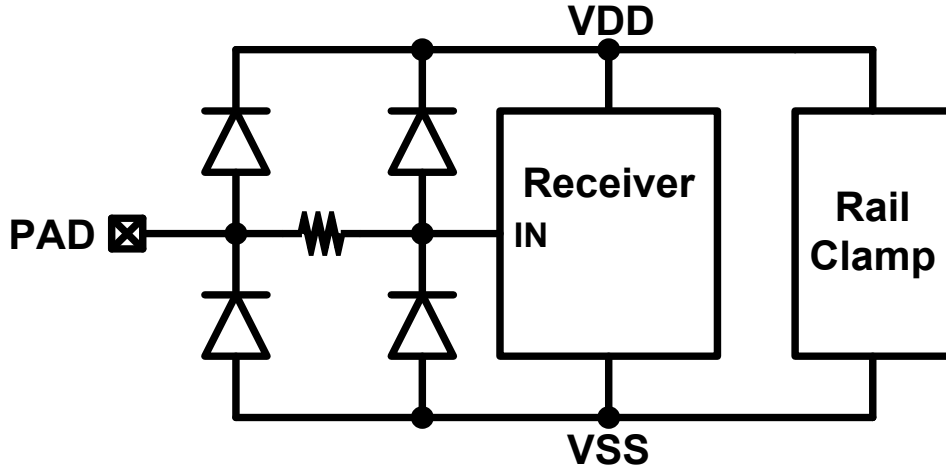 VDD
Receiver
PAD
IN
Rail
Clamp
VSS